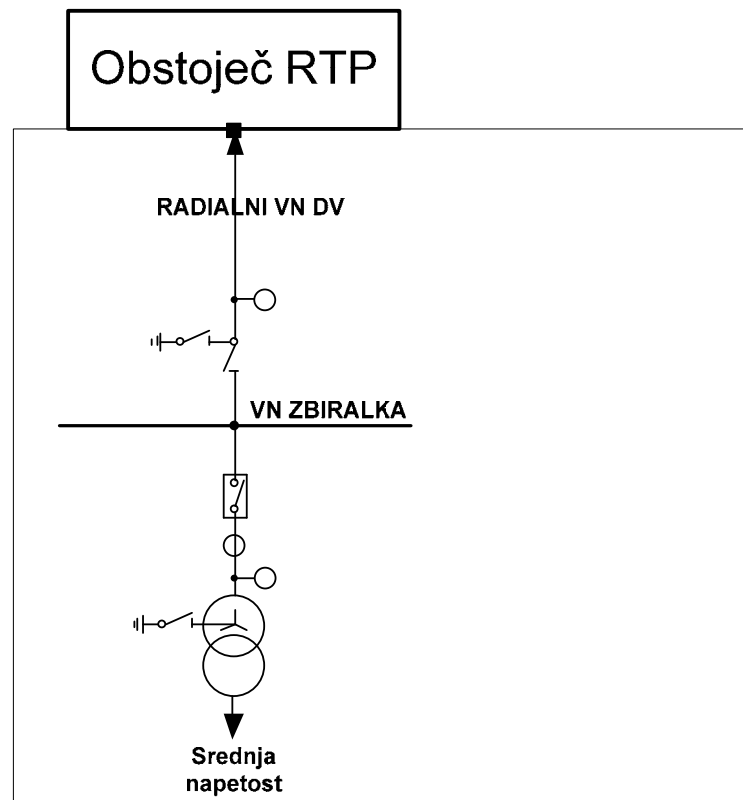 Obstoječ RTP
RADIALNI VN DV
VN ZBIRALKA
Srednja
napetost